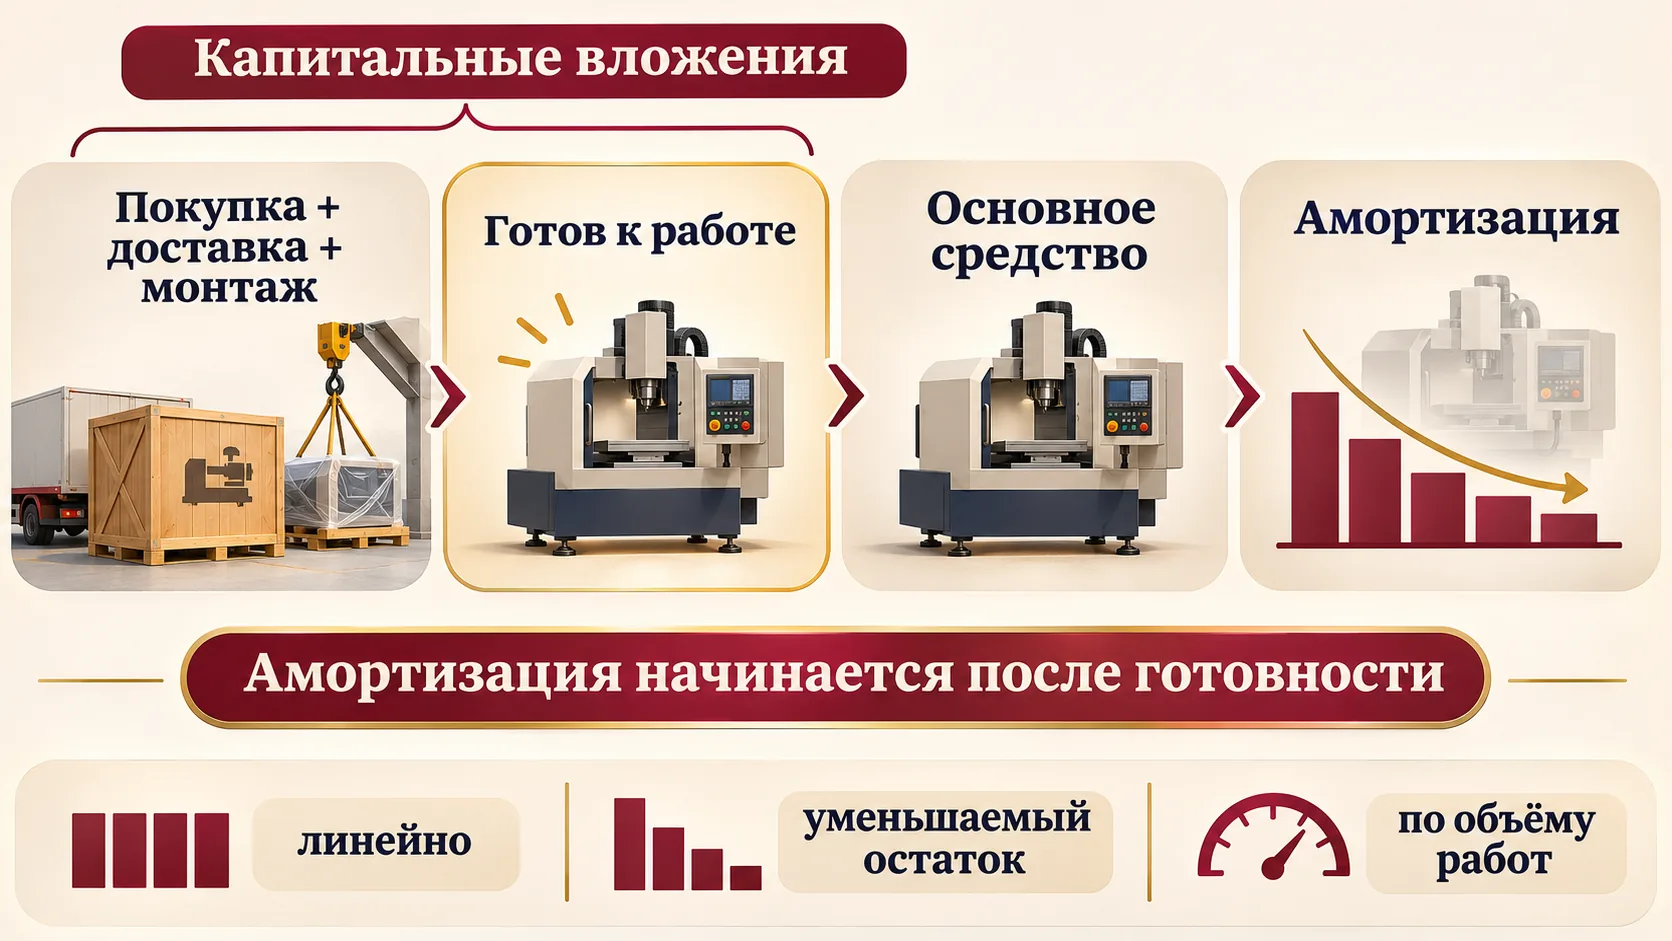 Капитальные вложения
Покупка +
доставка +
монтаж
Готов к работе
Основное
средство
Амортизация
Амортизация начинается после готовности
линейно
уменьшаемый
остаток
по объёму
работ